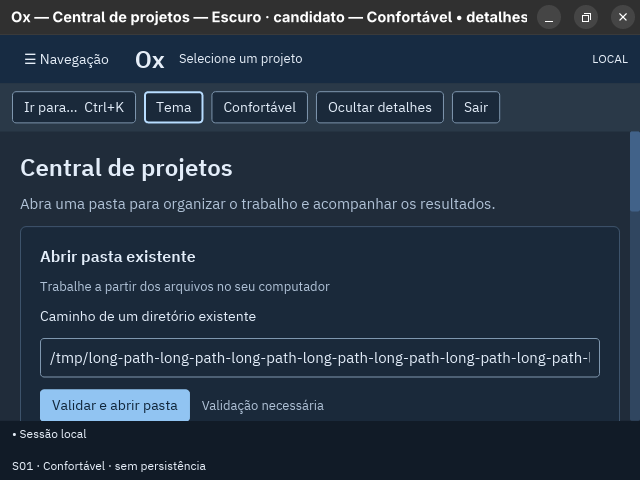 Ox — Central de projetos — Escuro · candidato — Confortável • detalhes
☰ Navegação Ox Selecione um projeto LOCAL
Ir para... Ctrl+K Tema Confortável Ocultar detalhes Sair
Central de projetos
Abra uma pasta para organizar o trabalho e acompanhar os resultados.
Abrir pasta existente
Trabalhe a partir dos arquivos no seu computador
Caminho de um diretório existente
/tmp/long-path-long-path-long-path-long-path-long-path-long-path-long-path-
Validar e abrir pasta Validação necessária
• Sessão local
S01 · Confortável · sem persistência